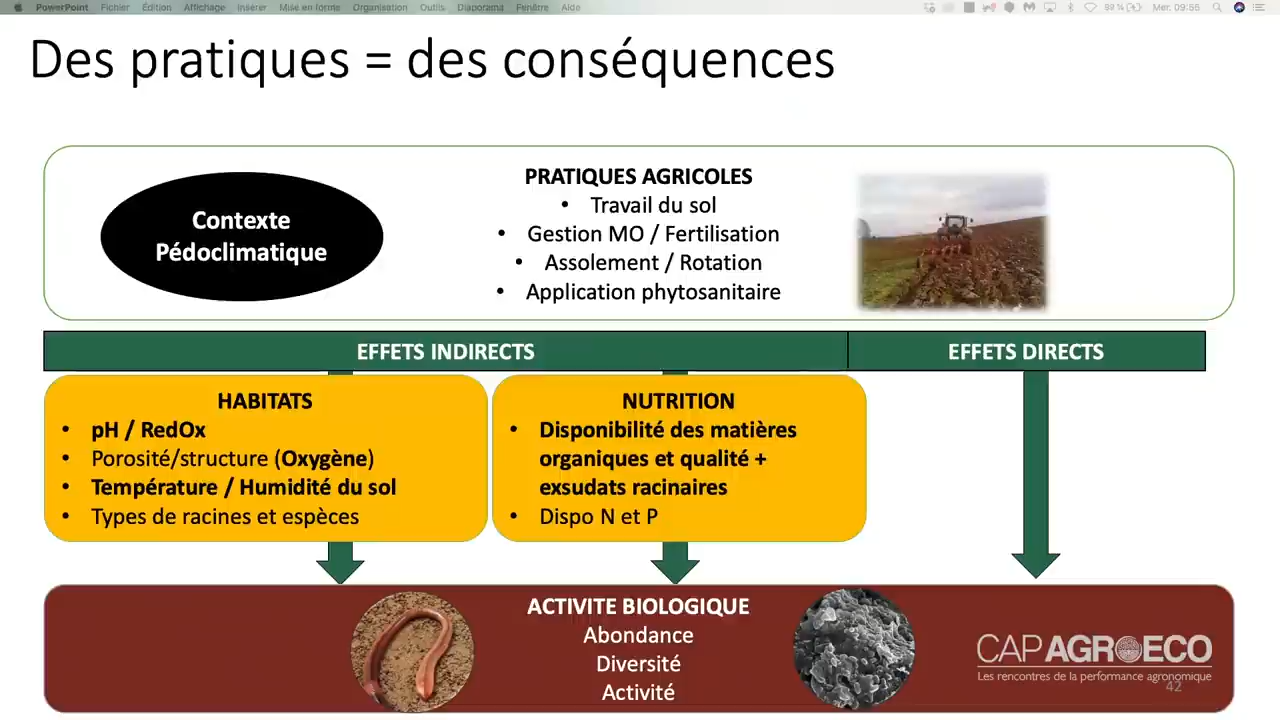 PowerPoint Fichier Édition Affichage Insérer Mise en forme Organisation Outils Diaporama Fenêtre Aide 99 % Mer. 09:55
Des pratiques = des conséquences
Contexte
Pédoclimatique
PRATIQUES AGRICOLES
• Travail du sol
• Gestion MO / Fertilisation
• Assolement / Rotation
• Application phytosanitaire
EFFETS INDIRECTS
EFFETS DIRECTS
HABITATS
• pH / RedOx
• Porosité/structure (Oxygène)
• Température / Humidité du sol
• Types de racines et espèces
NUTRITION
• Disponibilité des matières
organiques et qualité +
exsudats racinaires
• Dispo N et P
ACTIVITE BIOLOGIQUE
Abondance
Diversité
Activité
CAP AGROECO
Les rencontres de la performance agronomique
42